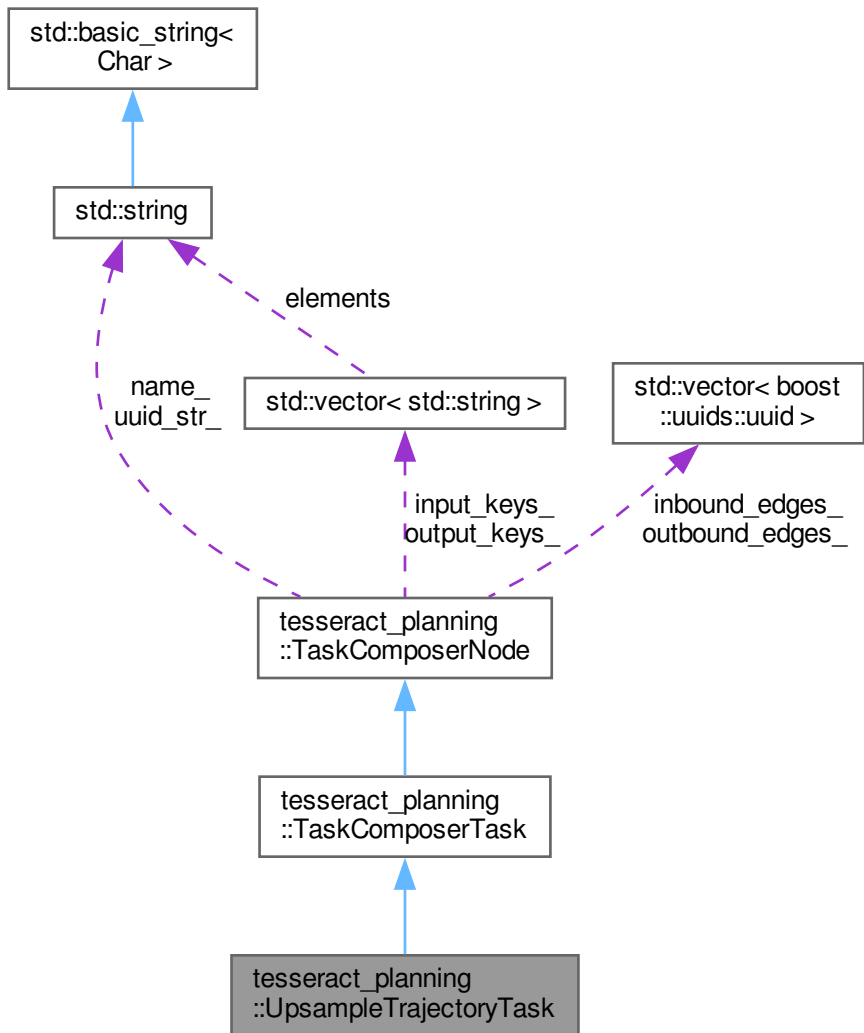 std::basic_string<
Char >
std::string
elements
name_
uuid_str_
std::vector< std::string >
std::vector< boost
::uuids::uuid >
input_keys_
output_keys_
inbound_edges_
outbound_edges_
tesseract_planning
::TaskComposerNode
tesseract_planning
::TaskComposerTask
tesseract_planning
::UpsampleTrajectoryTask